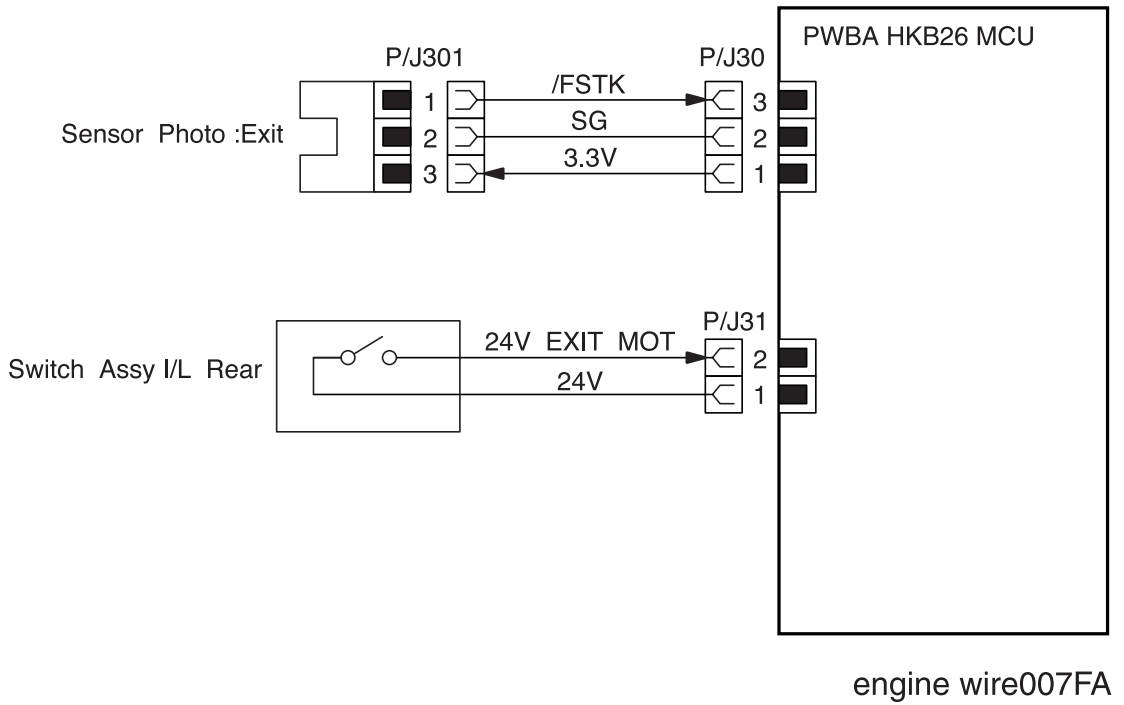 PWBA HKB26 MCU
P/J301
P/J30
/FSTK
1
3
Sensor Photo :Exit
SG
2
2
3.3V
3
1
P/J31
24V EXIT MOT
2
Switch Assy I/L Rear
24V
1
engine wire007FA